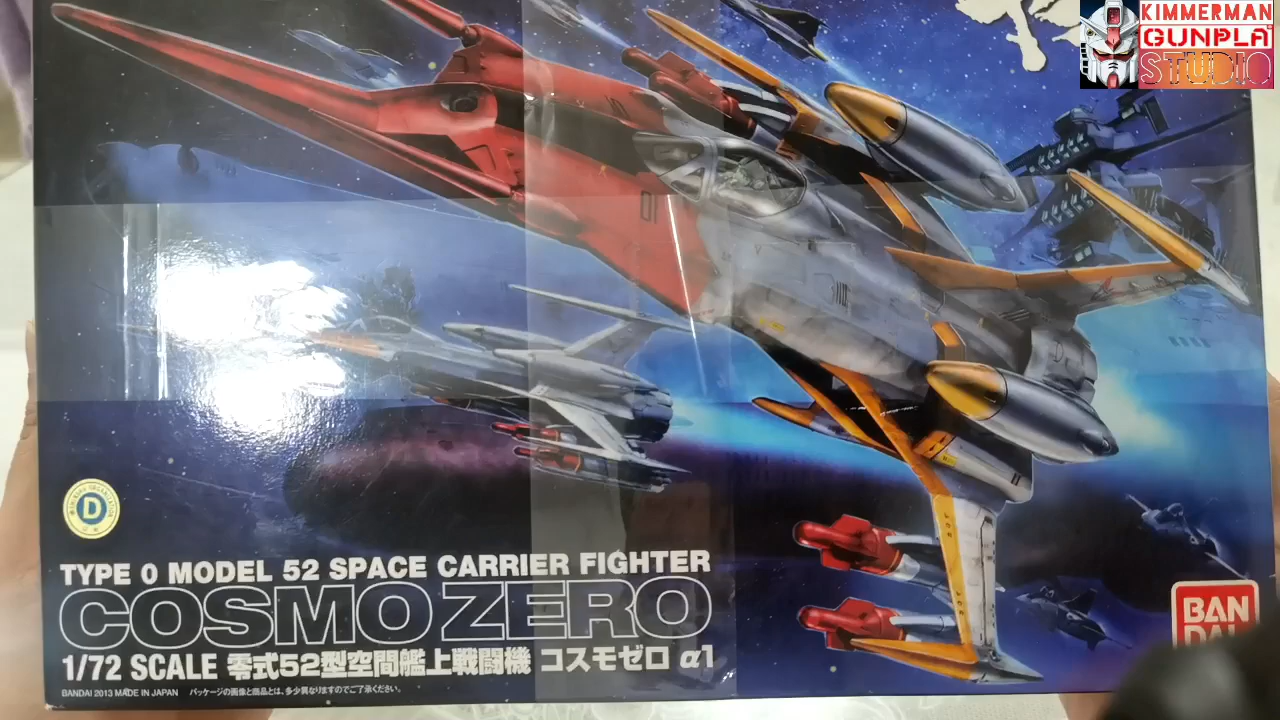 KIMMERMAN
GUNPLA
STUDIO
D
TYPE 0 MODEL 52 SPACE CARRIER FIGHTER
COSMO ZERO
1/72 SCALE 零式52型空間艦上戦闘機 コスモゼロ α1
BANDAI 2013 MADE IN JAPAN パッケージの画像と商品とは、多少異なりますのでご了承ください。
BAN
DAI